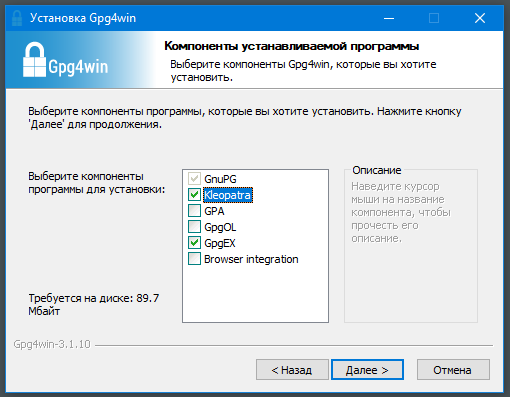 Установка Gpg4win
Gpg4win
Компоненты устанавливаемой программы
Выберите компоненты Gpg4win, которые вы хотите
установить.
Выберите компоненты программы, которые вы хотите установить. Нажмите кнопку
'Далее' для продолжения.
Выберите компоненты
программы для установки:
GnuPG
Kleopatra
GPA
GpgOL
GpgEX
Browser integration
Описание
Наведите курсор
мыши на название
компонента, чтобы
прочесть его
описание.
Требуется на диске: 89.7
Мбайт
Gpg4win-3.1.10
< Назад
Далее >
Отмена